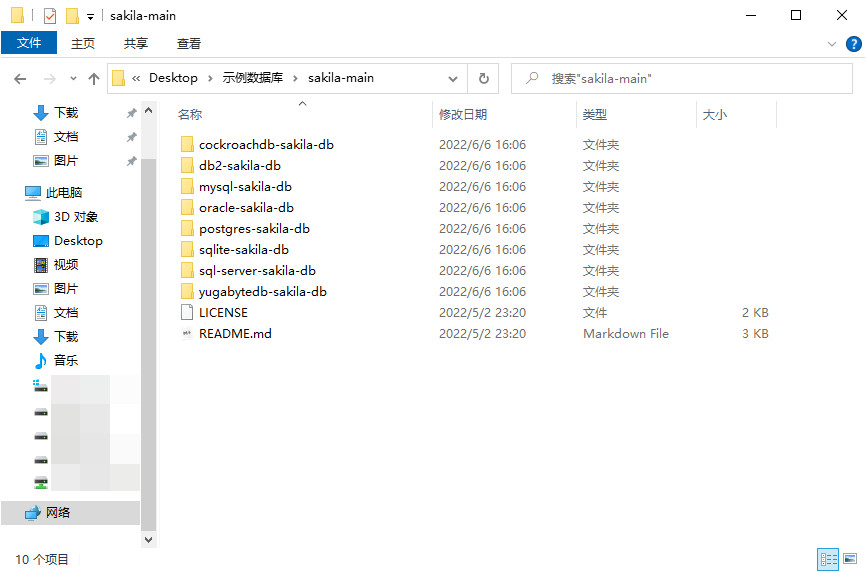 sakila-main
文件 主页 共享 查看
« Desktop › 示例数据库 › sakila-main 搜索"sakila-main"
名称 修改日期 类型 大小
下载
文档
图片
此电脑
3D 对象
Desktop
视频
图片
文档
下载
音乐
网络
cockroachdb-sakila-db 2022/6/6 16:06 文件夹
db2-sakila-db 2022/6/6 16:06 文件夹
mysql-sakila-db 2022/6/6 16:06 文件夹
oracle-sakila-db 2022/6/6 16:06 文件夹
postgres-sakila-db 2022/6/6 16:06 文件夹
sqlite-sakila-db 2022/6/6 16:06 文件夹
sql-server-sakila-db 2022/6/6 16:06 文件夹
yugabytedb-sakila-db 2022/6/6 16:06 文件夹
LICENSE 2022/5/2 23:20 文件 2 KB
README.md 2022/5/2 23:20 Markdown File 3 KB
10 个项目